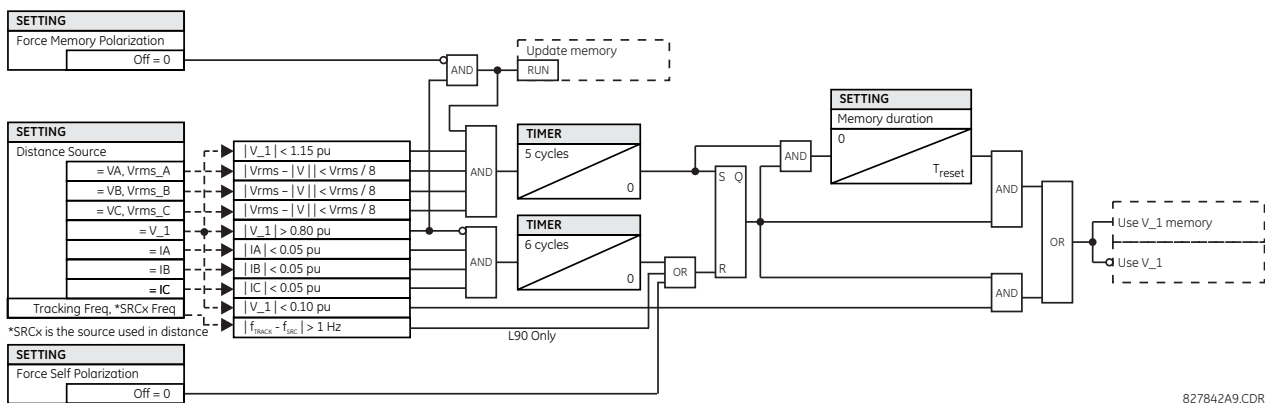 SETTING
Force Memory Polarization
Off = 0
AND
Update memory
RUN
SETTING
Distance Source
= VA, Vrms_A
= VB, Vrms_B
= VC, Vrms_C
= V_1
= IA
= IB
= IC
Tracking Freq, *SRCx Freq
*SRCx is the source used in distance
| V_1 | < 1.15 pu
| Vrms – | V | | < Vrms / 8
| Vrms – | V | | < Vrms / 8
| Vrms – | V | | < Vrms / 8
| V_1 | > 0.80 pu
| IA | < 0.05 pu
| IB | < 0.05 pu
| IC | < 0.05 pu
| V_1 | < 0.10 pu
| fTRACK - fSRC | > 1 Hz
AND
AND
TIMER
5 cycles
0
TIMER
6 cycles
0
OR
L90 Only
S Q
R
AND
SETTING
Memory duration
0
Treset
AND
AND
OR
Use V_1 memory
Use V_1
SETTING
Force Self Polarization
Off = 0
827842A9.CDR